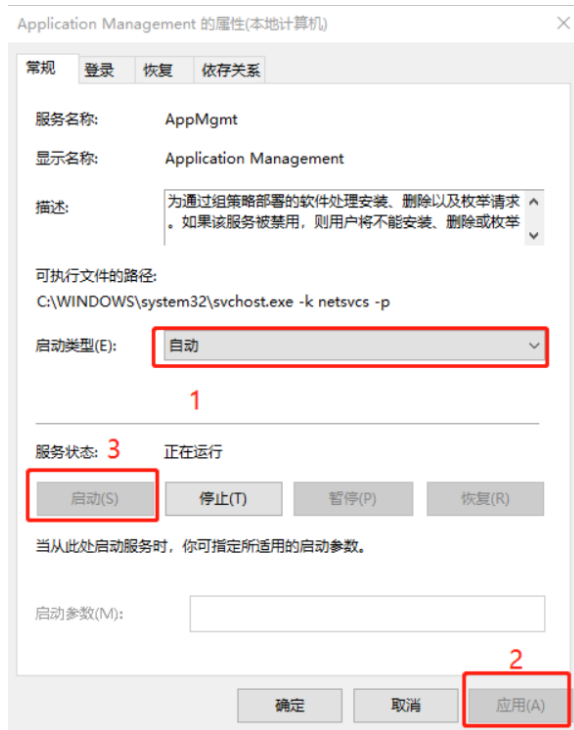 Application Management 的属性(本地计算机)
常规 登录 恢复 依存关系
服务名称: AppMgmt
显示名称: Application Management
描述: 为通过组策略部署的软件处理安装、删除以及枚举请求
。如果该服务被禁用，则用户将不能安装、删除或枚举
可执行文件的路径:
C:\WINDOWS\system32\svchost.exe -k netsvcs -p
启动类型(E): 自动
1
服务状态: 3 正在运行
启动(S) 停止(T) 暂停(P) 恢复(R)
当从此处启动服务时，你可指定所适用的启动参数。
启动参数(M):
2
确定 取消 应用(A)